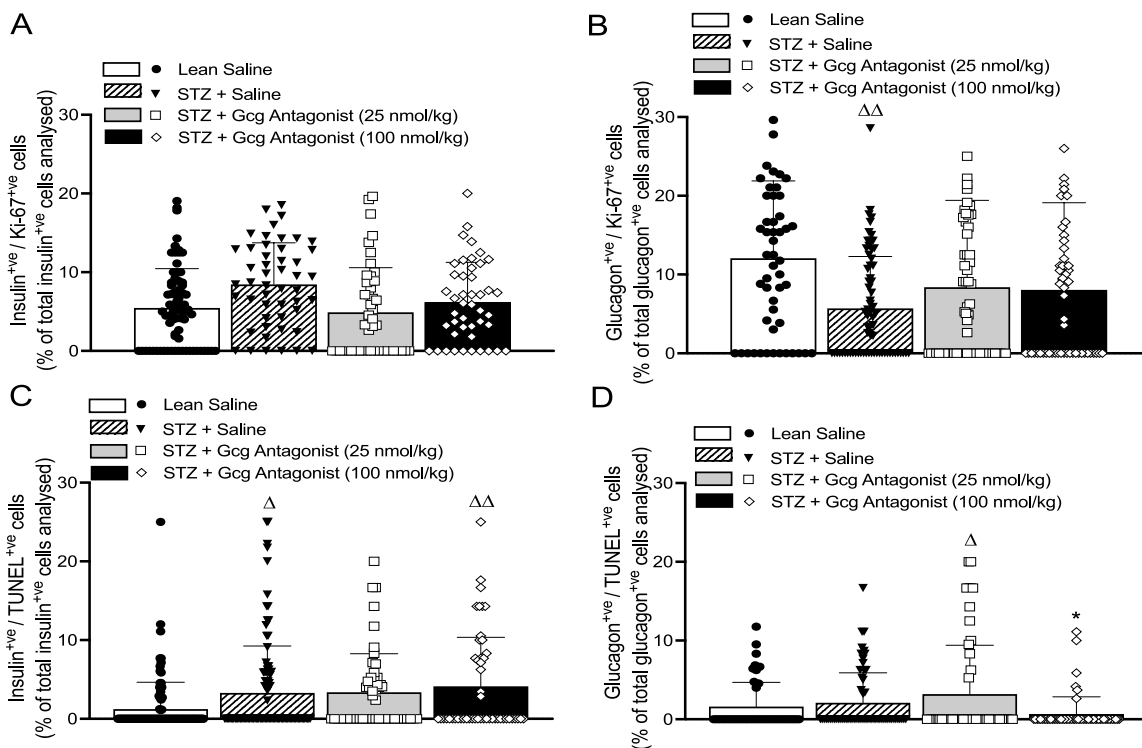 A
Lean Saline
STZ + Saline
STZ + Gcg Antagonist (25 nmol/kg)
STZ + Gcg Antagonist (100 nmol/kg)
Insulin+ve / Ki-67+ve cells
(% of total insulin+ve cells analysed)
30
20
10
0
B
Lean Saline
STZ + Saline
STZ + Gcg Antagonist (25 nmol/kg)
STZ + Gcg Antagonist (100 nmol/kg)
Glucagon+ve / Ki-67+ve cells
(% of total glucagon+ve cells analysed)
30
20
10
0
ΔΔ
C
Lean Saline
STZ + Saline
STZ + Gcg Antagonist (25 nmol/kg)
STZ + Gcg Antagonist (100 nmol/kg)
Insulin+ve / TUNEL+ve cells
(% of total insulin+ve cells analysed)
30
20
10
0
Δ
ΔΔ
D
Lean Saline
STZ + Saline
STZ + Gcg Antagonist (25 nmol/kg)
STZ + Gcg Antagonist (100 nmol/kg)
Glucagon+ve / TUNEL+ve cells
(% of total glucagon+ve cells analysed)
30
20
10
0
Δ
*